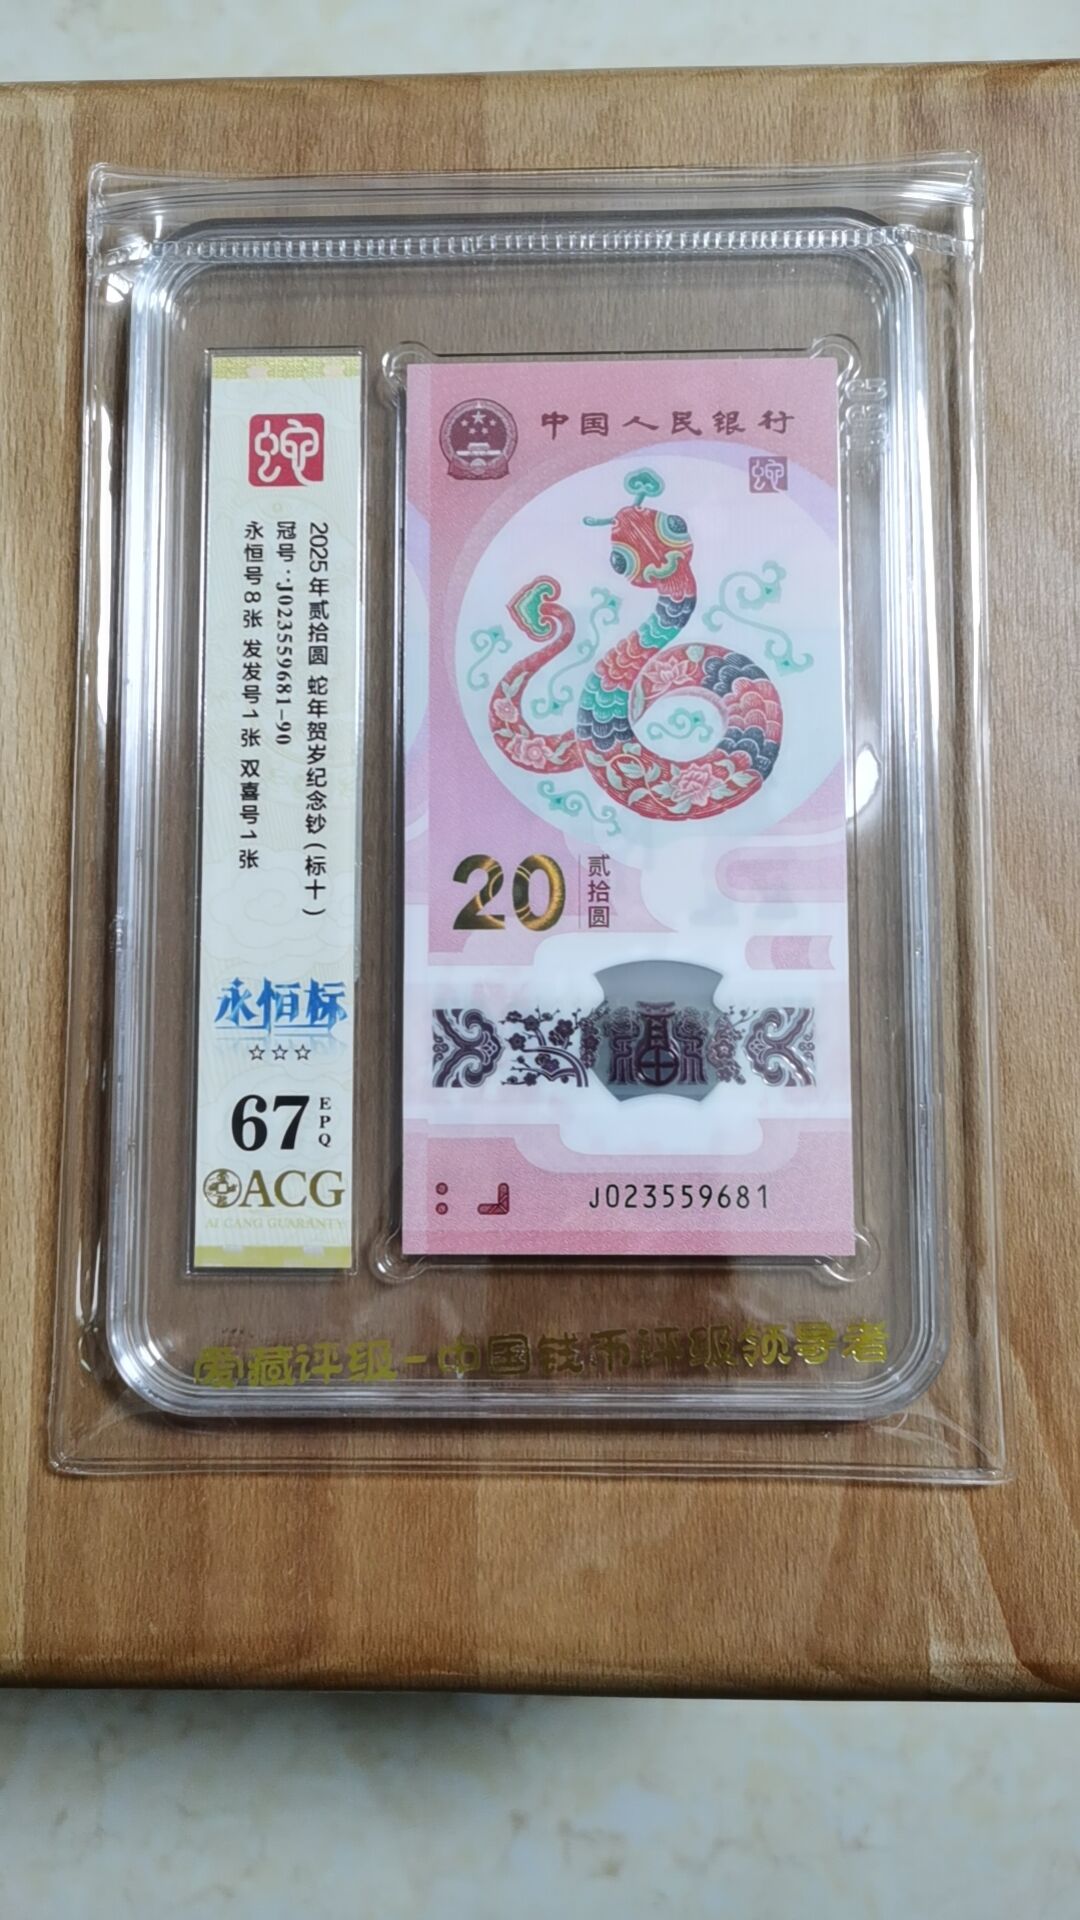 蛇
2025年贰拾圆 蛇年贺岁纪念钞(标十)
冠号:J023559681-90
永恒号8张 发发号1张 双喜号1张
永恒标
☆☆☆
67 EPQ
ACG
AI CANG GUARANTY
中国人民银行
蛇
20 贰拾圆
福
J023559681
爱藏评级-中国钱币评级领导者